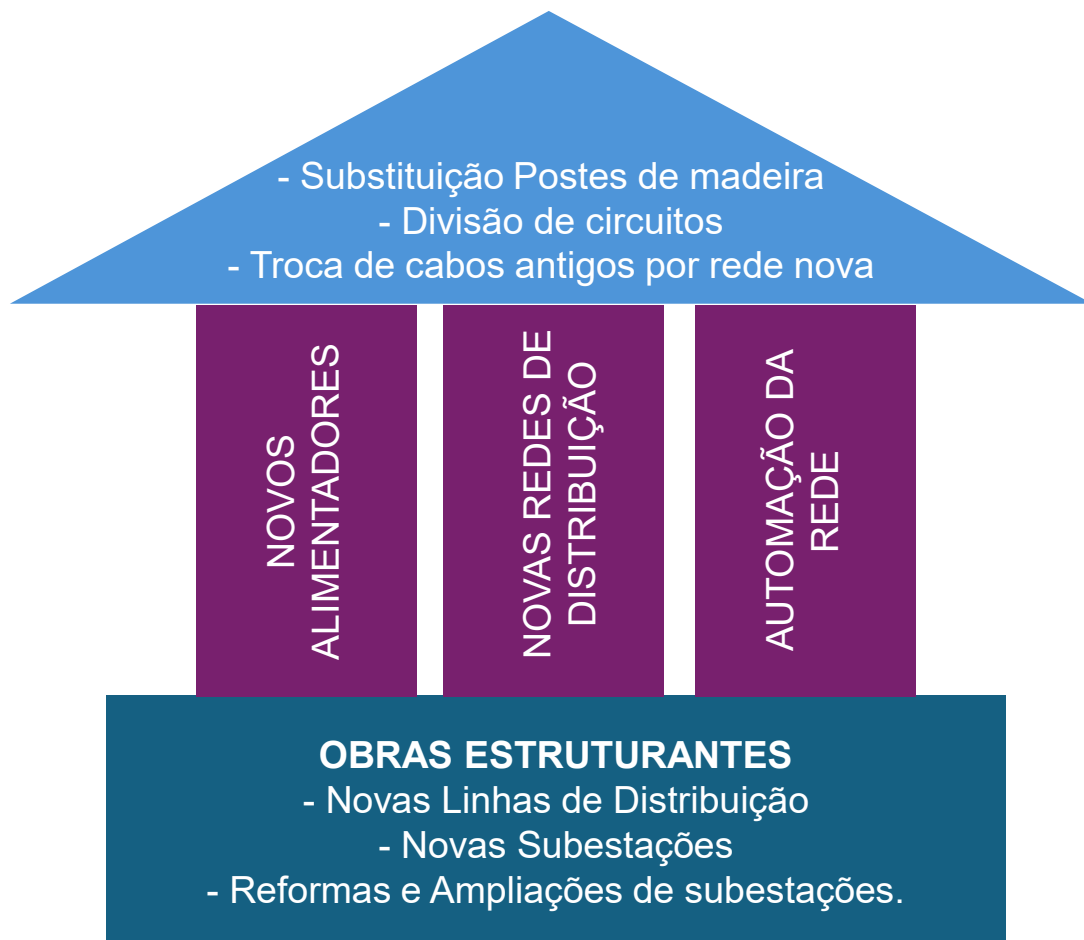 - Substituição Postes de madeira
- Divisão de circuitos
- Troca de cabos antigos por rede nova
NOVOS
ALIMENTADORES
NOVAS REDES DE
DISTRIBUIÇÃO
AUTOMAÇÃO DA
REDE
OBRAS ESTRUTURANTES
- Novas Linhas de Distribuição
- Novas Subestações
- Reformas e Ampliações de subestações.